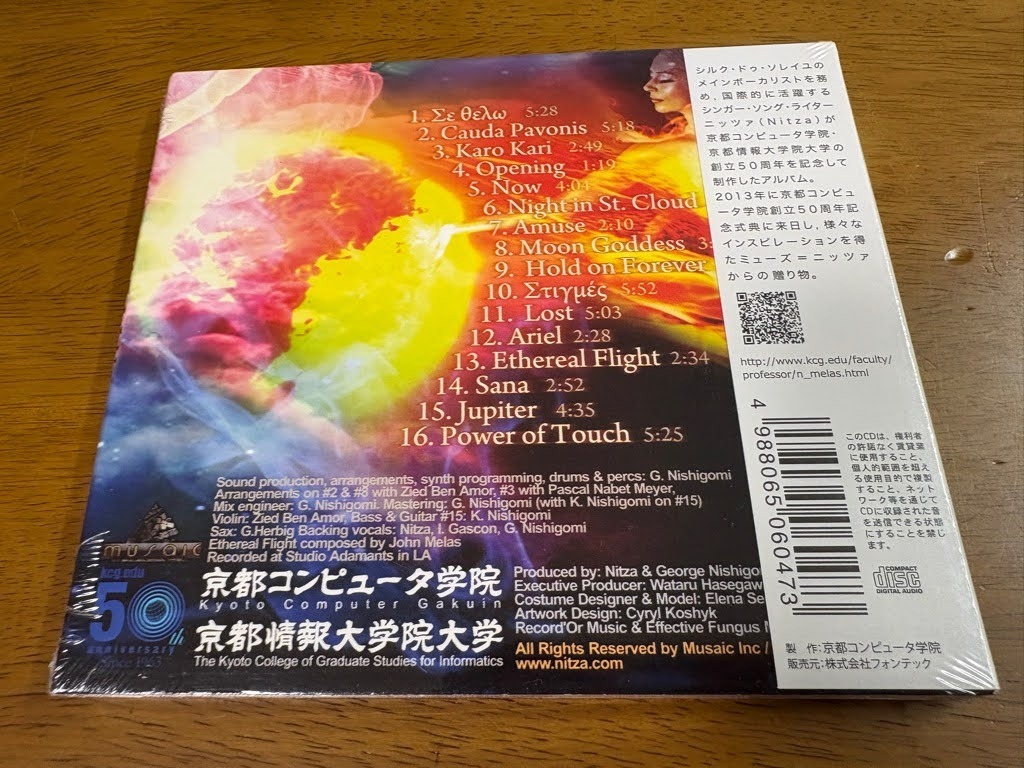 1. Σε θελω 5:28
2. Cauda Pavonis 5:18
3. Karo Kari 2:49
4. Opening 1:19
5. Now 4:04
6. Night in St. Cloud
7. Amuse 2:10
8. Moon Goddess 3:
9. Hold on Forever
10. Στιγμές 5:52
11. Lost 5:03
12. Ariel 2:28
13. Ethereal Flight 2:34
14. Sana 2:52
15. Jupiter 4:35
16. Power of Touch 5:25
Sound production, arrangements, synth programming, drums & percs: G. Nishigomi
Arrangements on #2 & #8 with Zied Ben Amor, #3 with Pascal Nabet Meyer,
Mix engineer: G. Nishigomi. Mastering: G. Nishigomi (with K. Nishigomi on #15)
Violin: Zied Ben Amor, Bass & Guitar #15: K. Nishigomi
Sax: G.Herbig Backing vocals: Nitza, I. Gascon, G. Nishigomi
Ethereal Flight composed by John Melas
Recorded at Studio Adamants in LA
musaic
kcg.edu
50th
anniversary
since 1963
京都コンピュータ学院
Kyoto Computer Gakuin
京都情報大学院大学
The Kyoto College of Graduate Studies for Informatics
Produced by: Nitza & George Nishigo
Executive Producer: Wataru Hasegaw
Costume Designer & Model: Elena Se
Artwork Design: Cyryl Koshyk
Record'Or Music & Effective Fungus
All Rights Reserved by Musaic Inc /
www.nitza.com
シルク・ドゥ・ソレイユの
メインボーカリストを務
め、国際的に活躍する
シンガー・ソング・ライター
ニッツァ(Nitza)が
京都コンピュータ学院・
京都情報大学院大学の
創立50周年を記念して
制作したアルバム。
2013年に京都コンピュ
ータ学院創立50周年記
念式典に来日し、様々な
インスピレーションを得
たミューズ=ニッツァ
からの贈り物。
http://www.kcg.edu/faculty/
professor/n_melas.html
4 988065 060473
このCDは、権利者
の許諾なく賃貸業
に使用すること、
個人的範囲を超え
る使用目的で複製
すること、ネット
ワーク等を通じて
CDに収録された音
を送信できる状態
にすることを禁じ
ます。
COMPACT
disc
DIGITAL AUDIO
製 作:京都コンピュータ学院
販売元:株式会社フォンテック